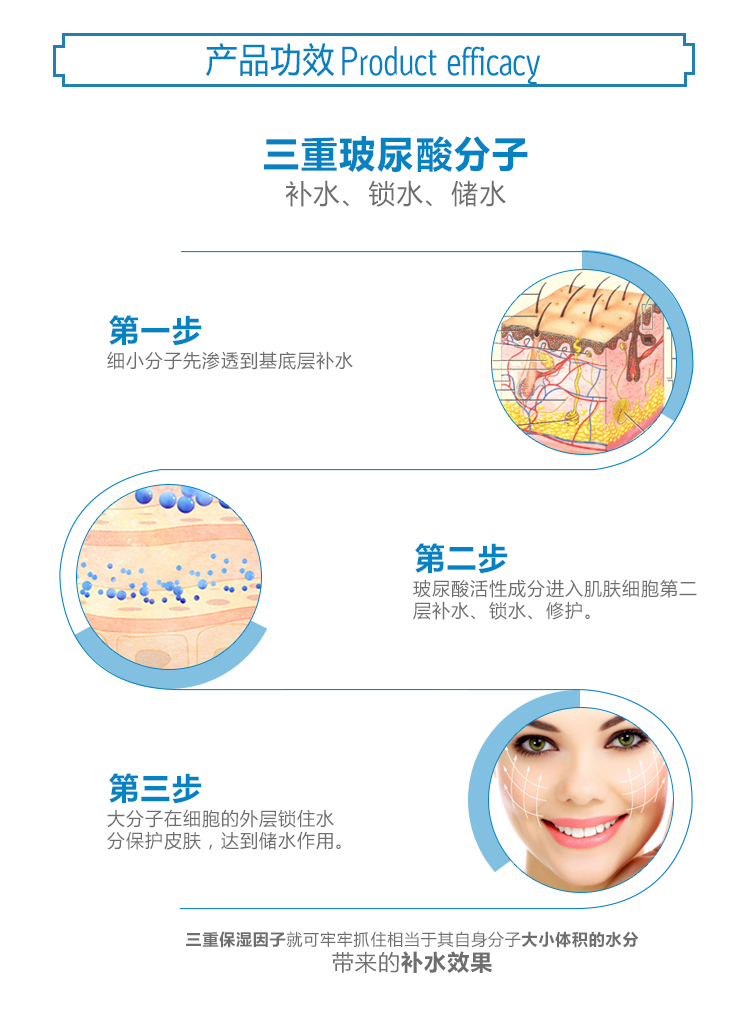 产品功效 Product efficacy
三重玻尿酸分子
补水、锁水、储水
第一步
细小分子先渗透到基底层补水
第二步
玻尿酸活性成分进入肌肤细胞第二
层补水、锁水、修护。
第三步
大分子在细胞的外层锁住水
分保护皮肤，达到储水作用。
三重保湿因子就可牢牢抓住相当于其自身分子大小体积的水分
带来的补水效果